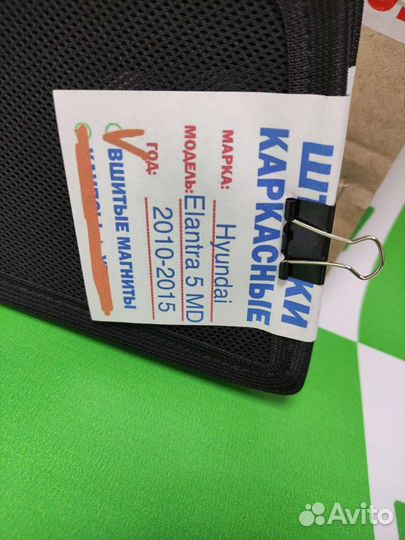 КАРКАСНЫЕ
МАРКА: Hyundai
МОДЕЛЬ: Elantra 5 MD
ГОД: 2010-2015
ВШИТЫЕ МАГНИТЫ
Avito